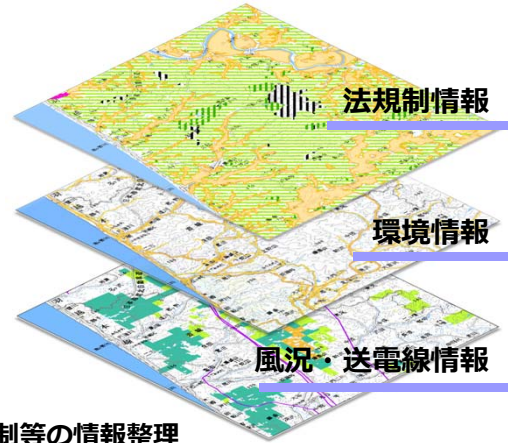 法規制情報
環境情報
風況・送電線情報
制等の情報整理